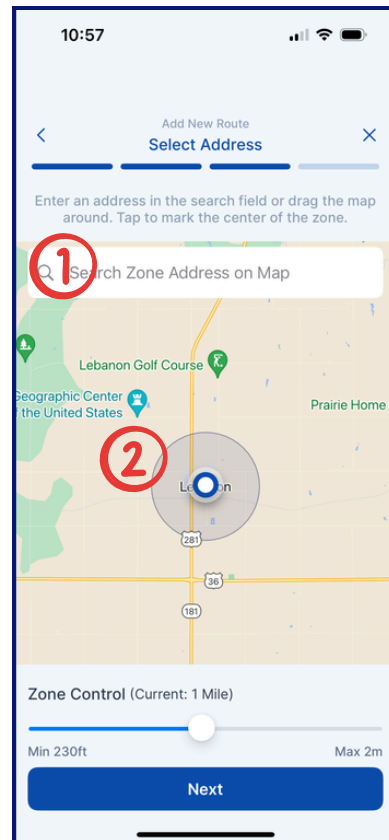 10:57
Add New Route
Select Address
Enter an address in the search field or drag the map
around. Tap to mark the center of the zone.
1
Search Zone Address on Map
Lebanon Golf Course
Geographic Center
f the United States
Prairie Home
2
Lebanon
281
36
181
Zone Control (Current: 1 Mile)
Min 230ft
Max 2m
Next